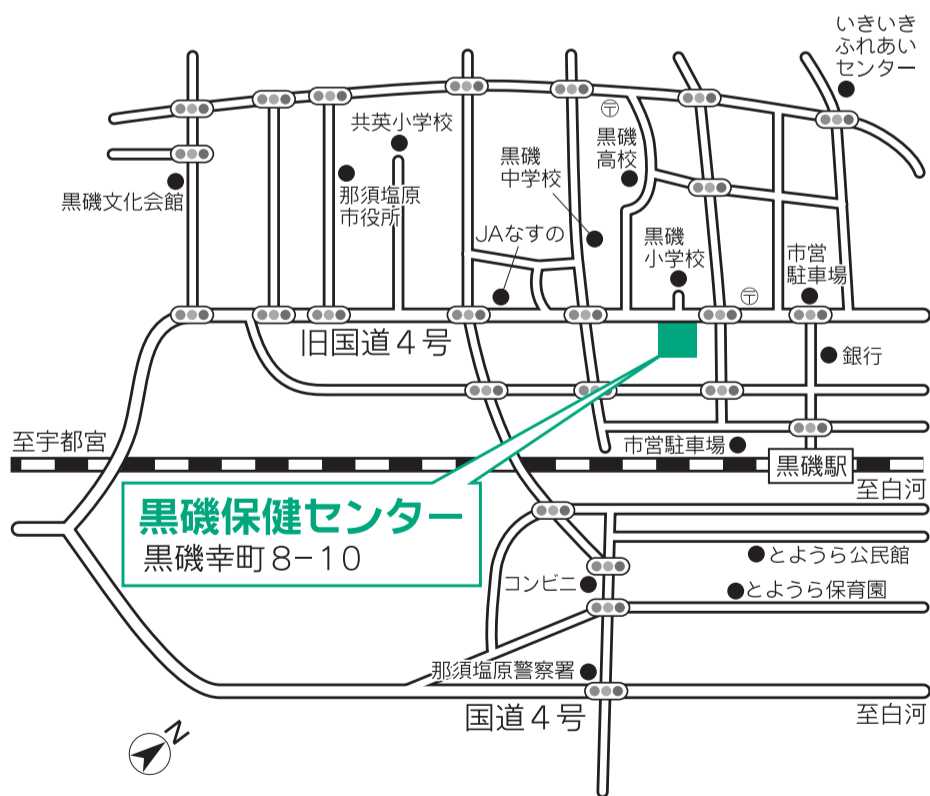 いきいき
ふれあい
センター
共英小学校
〒
黒磯
高校
黒磯
中学校
黒磯文化会館
那須塩原
市役所
JAなすの
黒磯
小学校
市営
駐車場
〒
旧国道4号
銀行
至宇都宮
市営駐車場
黒磯駅
至白河
黒磯保健センター
黒磯幸町8-10
とようら公民館
コンビニ
とようら保育園
那須塩原警察署
国道4号
至白河
N